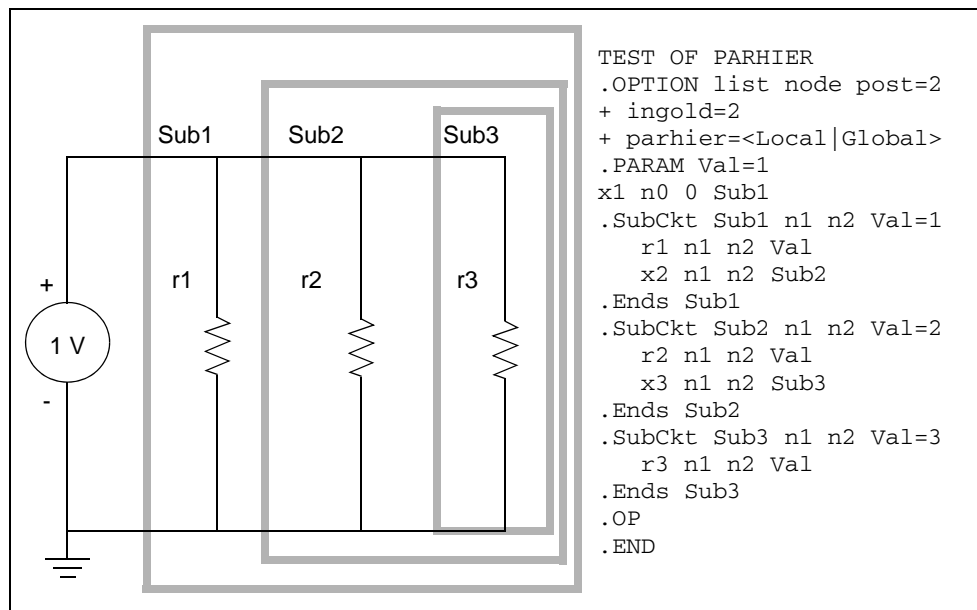 Sub1 Sub2 Sub3
r1 r2 r3
+
1 V
-
TEST OF PARHIER
.OPTION list node post=2
+ ingold=2
+ parhier=<Local|Global>
.PARAM Val=1
x1 n0 0 Sub1
.SubCkt Sub1 n1 n2 Val=1
r1 n1 n2 Val
x2 n1 n2 Sub2
.Ends Sub1
.SubCkt Sub2 n1 n2 Val=2
r2 n1 n2 Val
x3 n1 n2 Sub3
.Ends Sub2
.SubCkt Sub3 n1 n2 Val=3
r3 n1 n2 Val
.Ends Sub3
.OP
.END